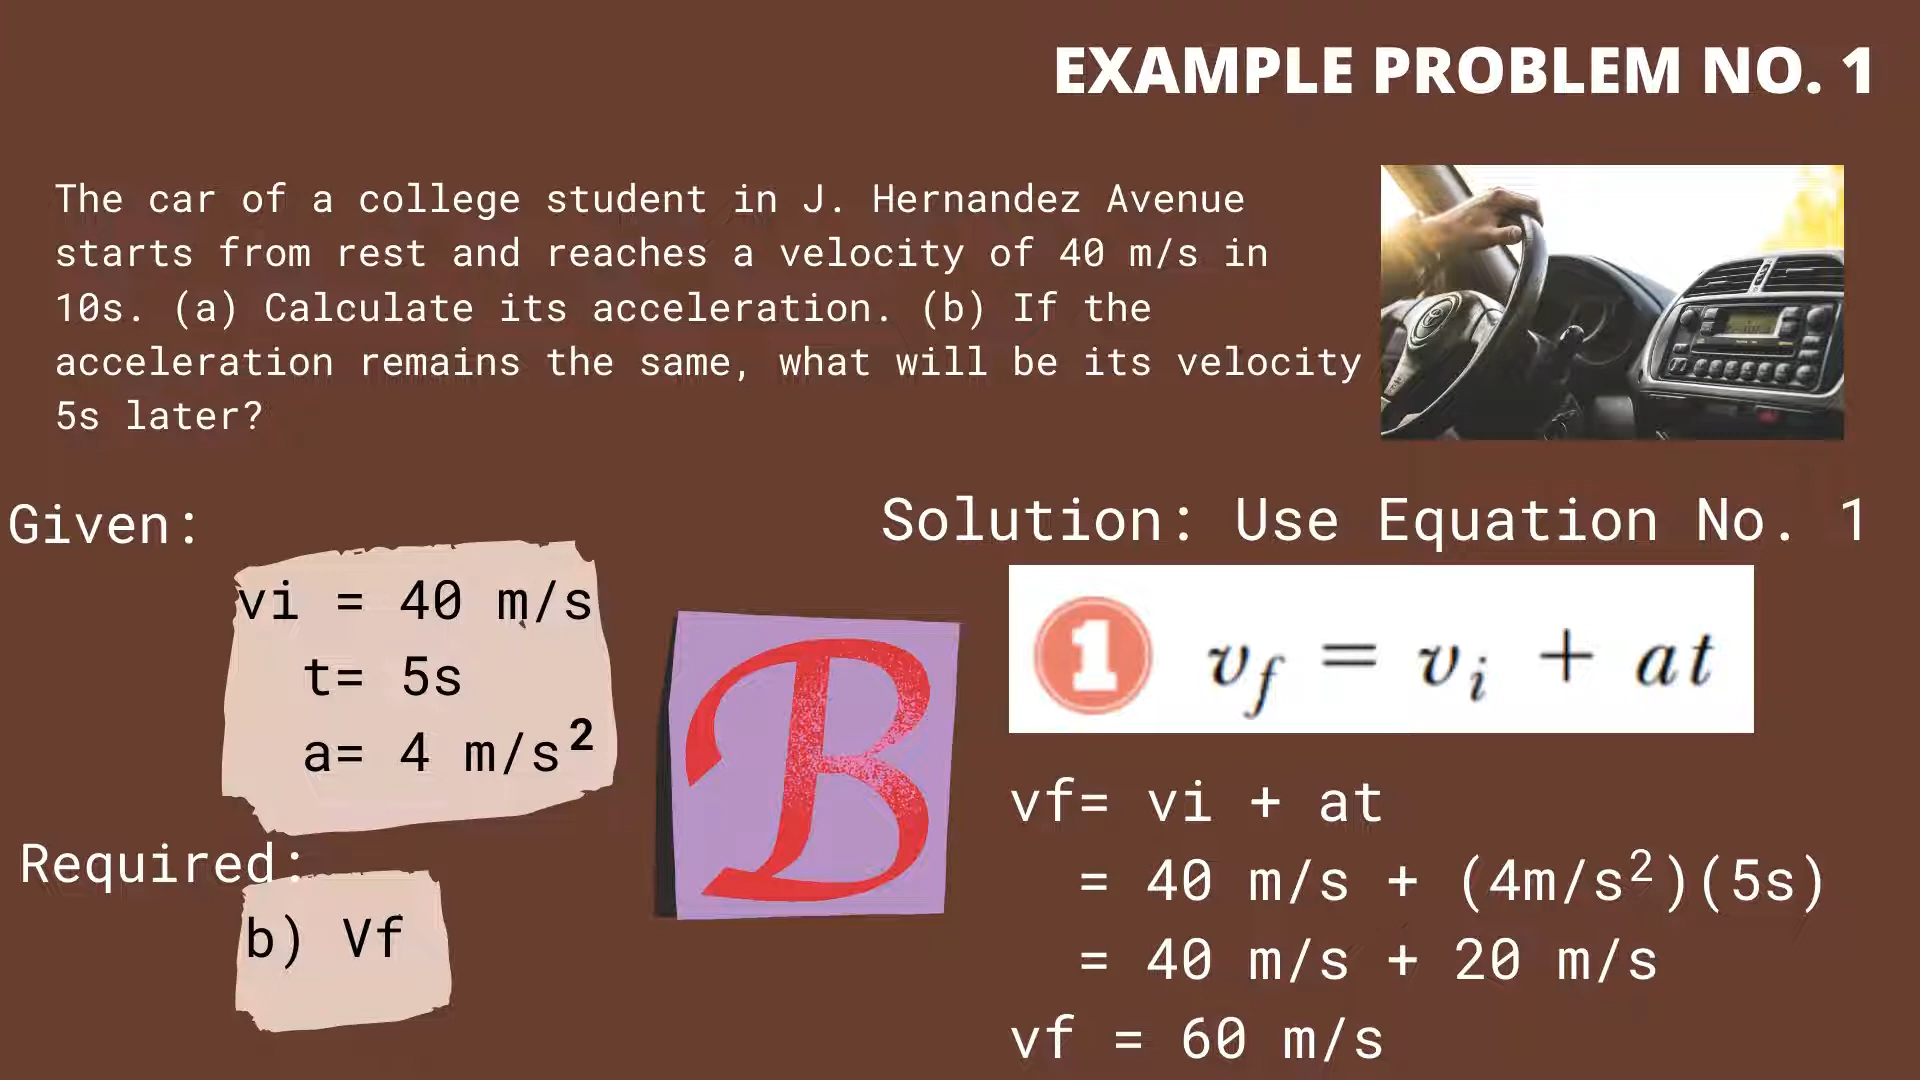 EXAMPLE PROBLEM NO. 1
The car of a college student in J. Hernandez Avenue
starts from rest and reaches a velocity of 40 m/s in
10s. (a) Calculate its acceleration. (b) If the
acceleration remains the same, what will be its velocity
5s later?
Given:
vi = 40 m/s
t= 5s
a= 4 m/s²
Required:
b) Vf
B
Solution: Use Equation No. 1
1 v_f = v_i + at
vf= vi + at
= 40 m/s + (4m/s²)(5s)
= 40 m/s + 20 m/s
vf = 60 m/s